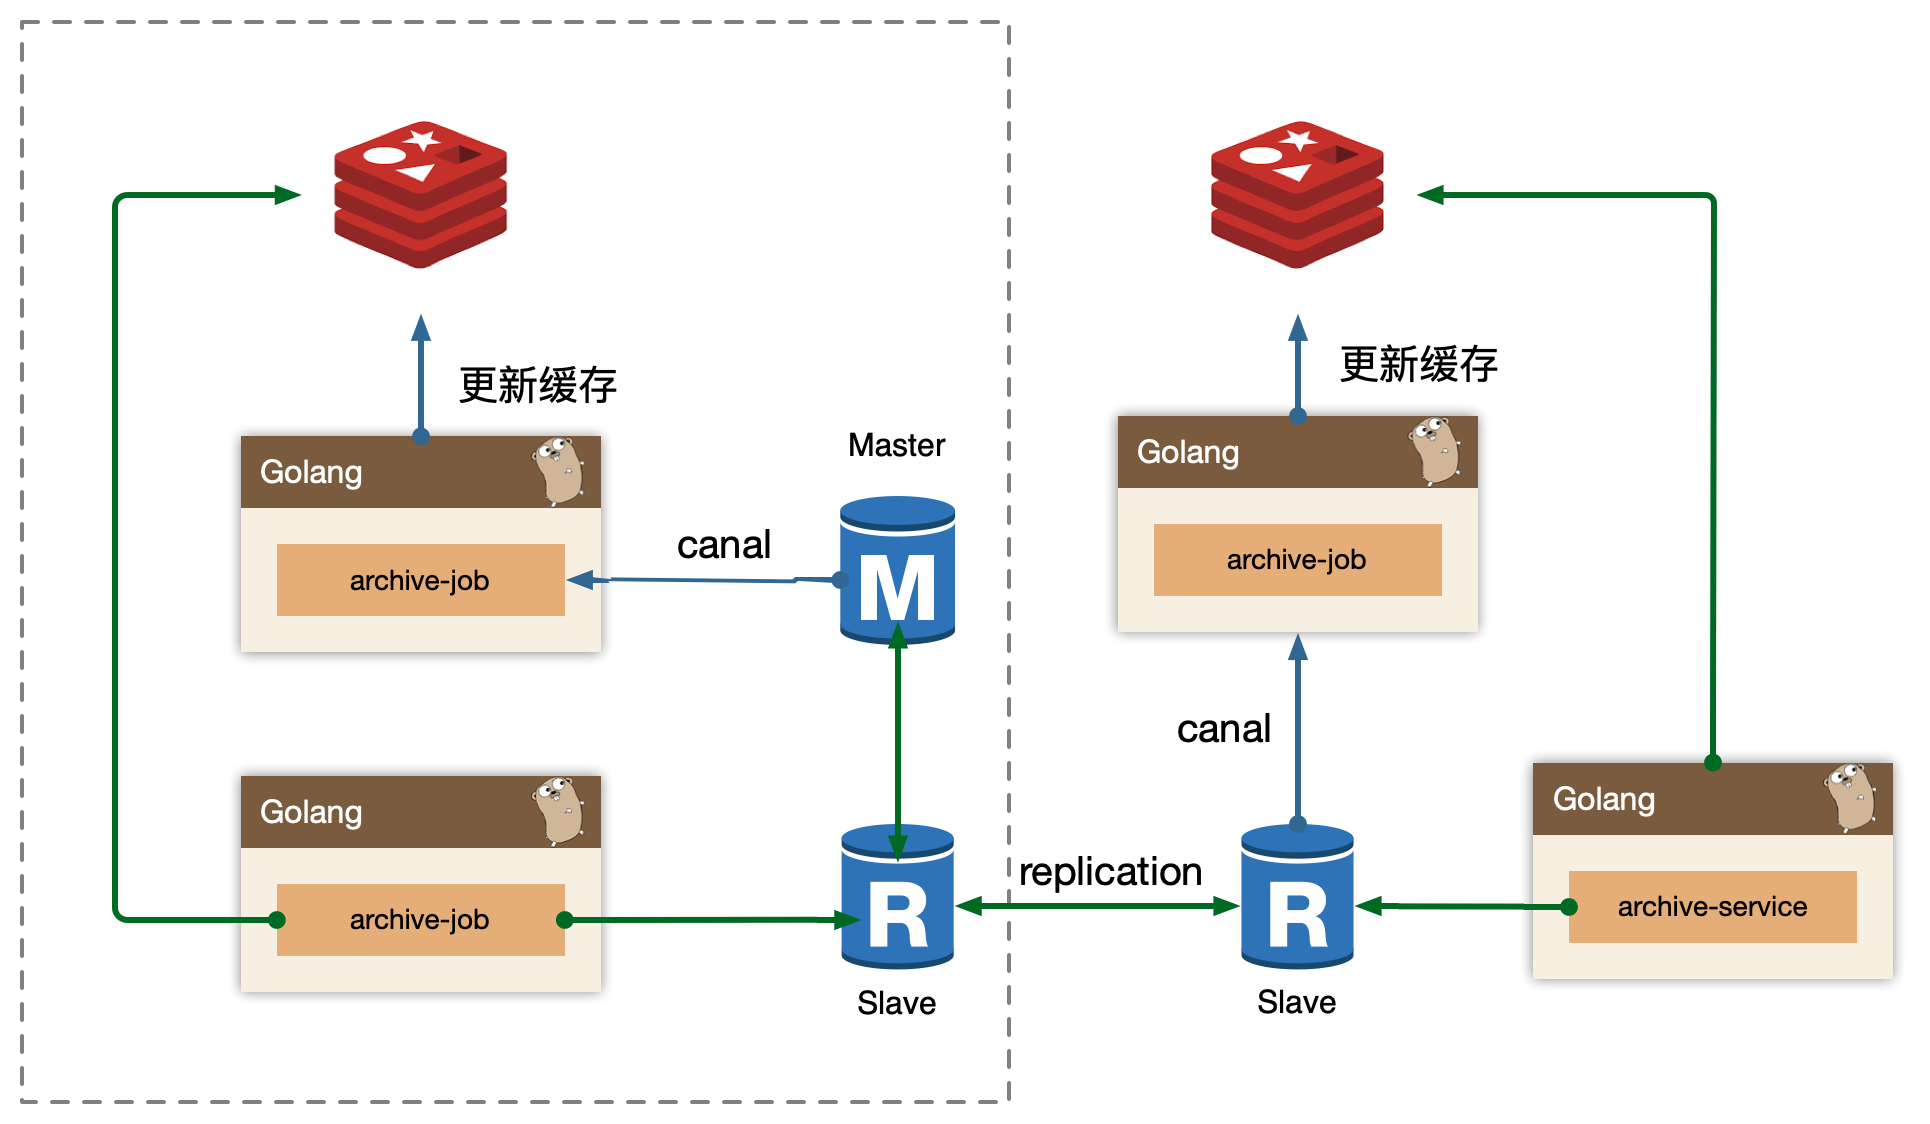 更新缓存
Golang
archive-job
canal
Master
M
Golang
archive-job
R
Slave
replication
更新缓存
Golang
archive-job
canal
R
Slave
Golang
archive-service